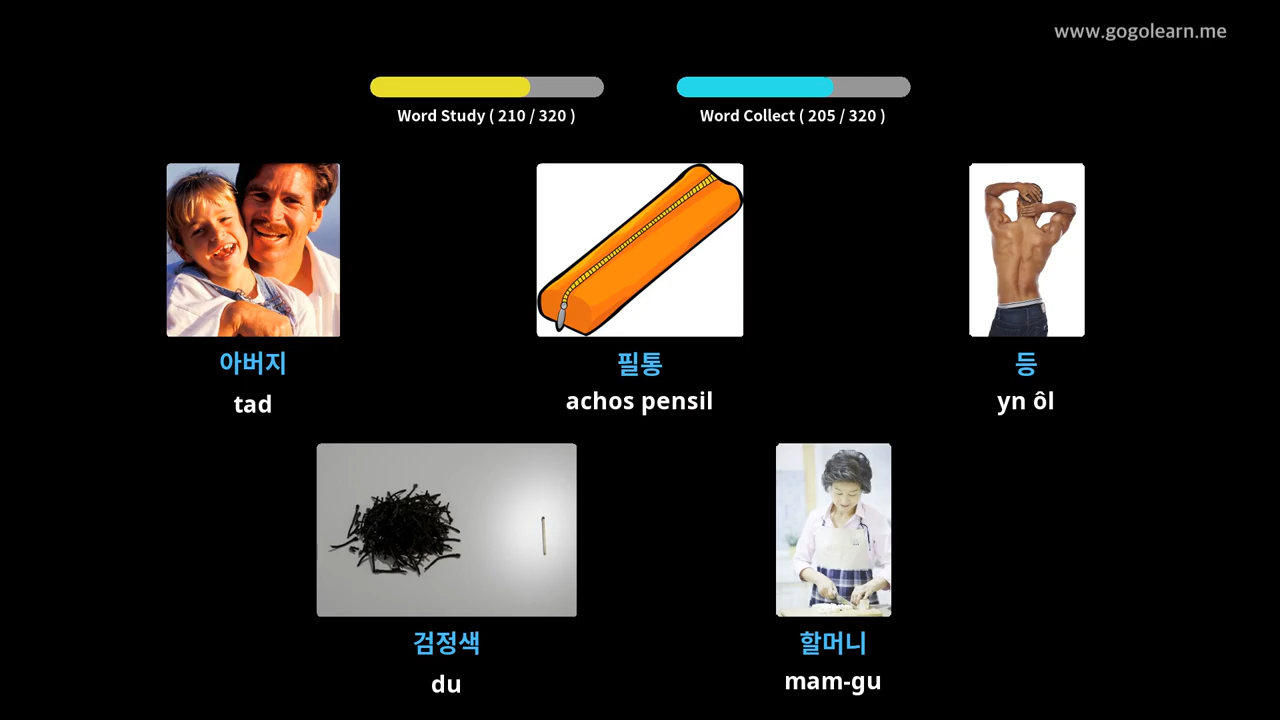 www.gogolearn.me
Word Study ( 210 / 320 )
Word Collect ( 205 / 320 )
아버지
tad
필통
achos pensil
등
yn ôl
검정색
du
할머니
mam-gu